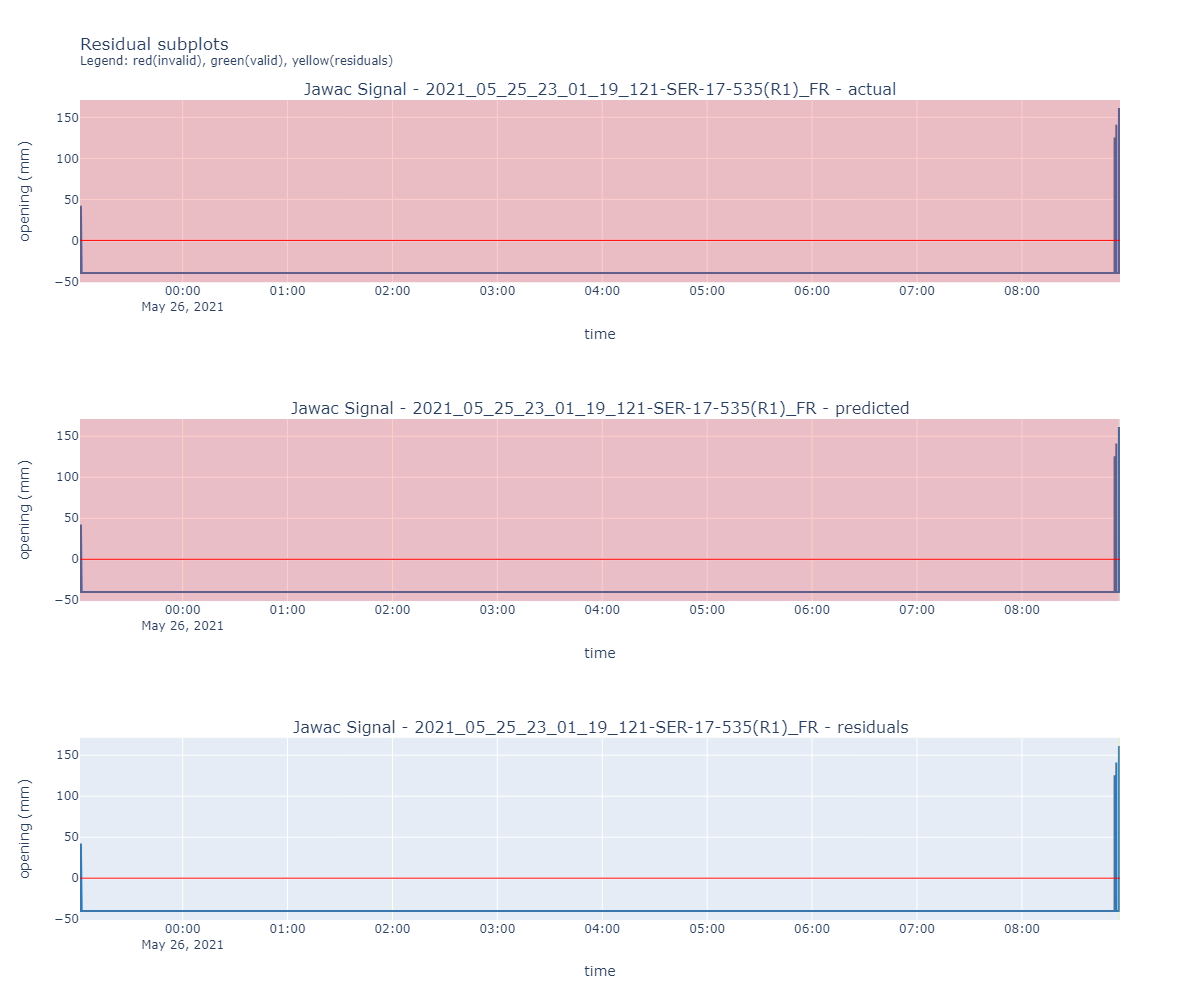 Residual subplots
Legend: red(invalid), green(valid), yellow(residuals)
Jawac Signal - 2021_05_25_23_01_19_121-SER-17-535(R1)_FR - actual
opening (mm)
150
100
50
0
−50
00:00 01:00 02:00 03:00 04:00 05:00 06:00 07:00 08:00
May 26, 2021
time
Jawac Signal - 2021_05_25_23_01_19_121-SER-17-535(R1)_FR - predicted
opening (mm)
150
100
50
0
−50
00:00 01:00 02:00 03:00 04:00 05:00 06:00 07:00 08:00
May 26, 2021
time
Jawac Signal - 2021_05_25_23_01_19_121-SER-17-535(R1)_FR - residuals
opening (mm)
150
100
50
0
−50
00:00 01:00 02:00 03:00 04:00 05:00 06:00 07:00 08:00
May 26, 2021
time